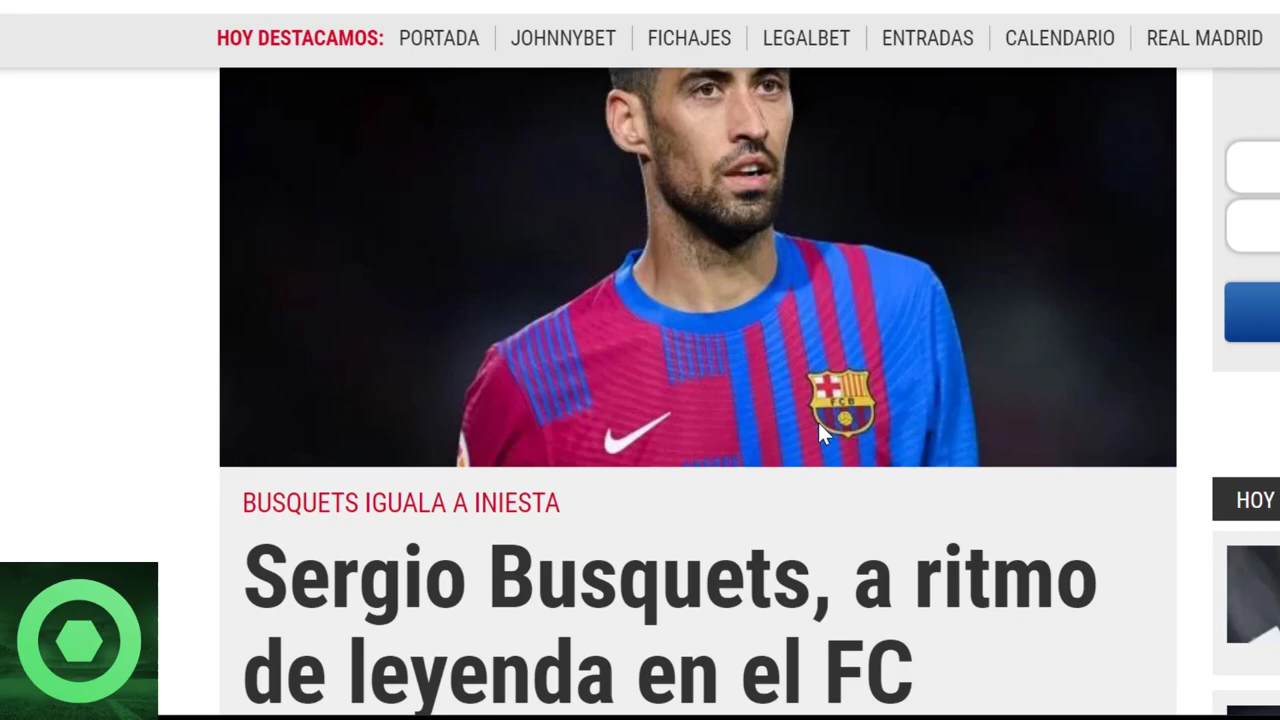 HOY DESTACAMOS: PORTADA JOHNNYBET FICHAJES LEGALBET ENTRADAS CALENDARIO REAL MADRID
FCB
BUSQUETS IGUALA A INIESTA
Sergio Busquets, a ritmo
de leyenda en el FC
HOY